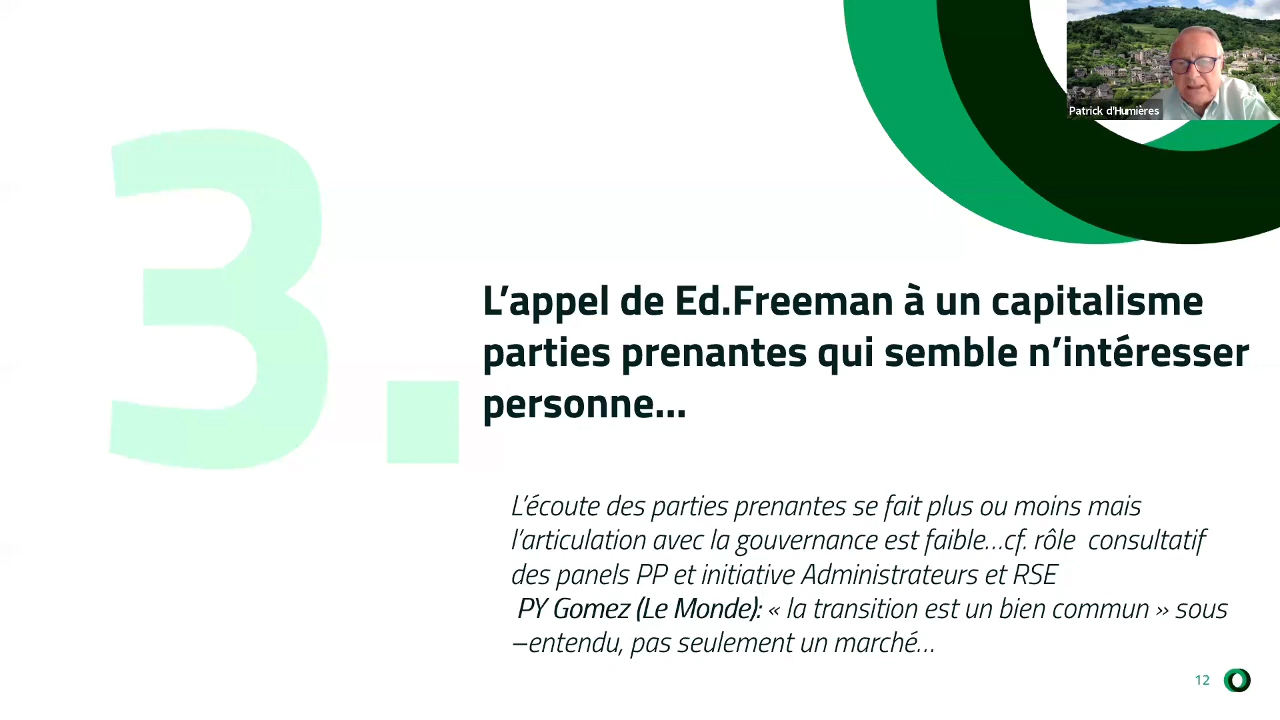 Patrick d'Humières
3.
L’appel de Ed.Freeman à un capitalisme
parties prenantes qui semble n’intéresser
personne...
L’écoute des parties prenantes se fait plus ou moins mais
l’articulation avec la gouvernance est faible...cf. rôle consultatif
des panels PP et initiative Administrateurs et RSE
PY Gomez (Le Monde): « la transition est un bien commun » sous
–entendu, pas seulement un marché...
12